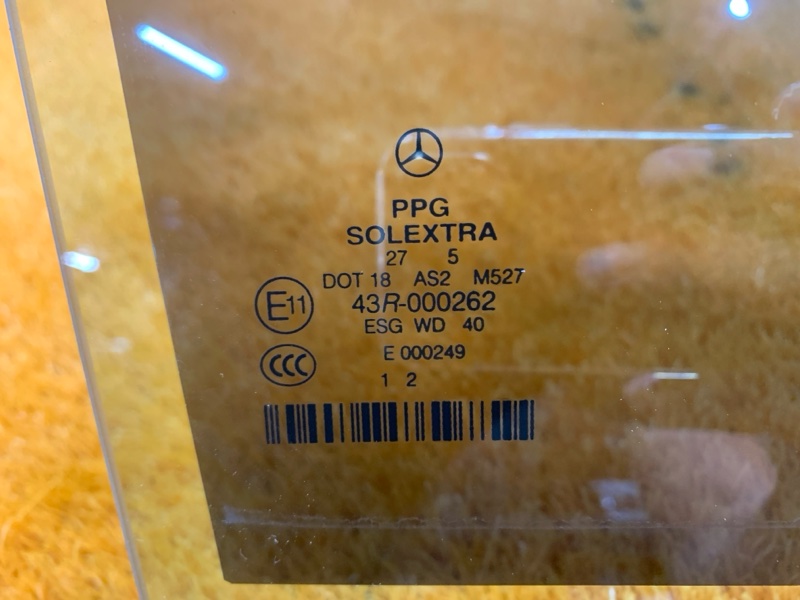 PPG
SOLEXTRA
27 5
DOT 18 AS2 M527
E11 43R-000262
ESG WD 40
CCC E 000249
1 2